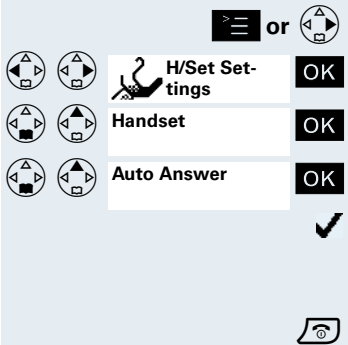 or
H/Set Set-
tings
OK
Handset
OK
Auto Answer
OK